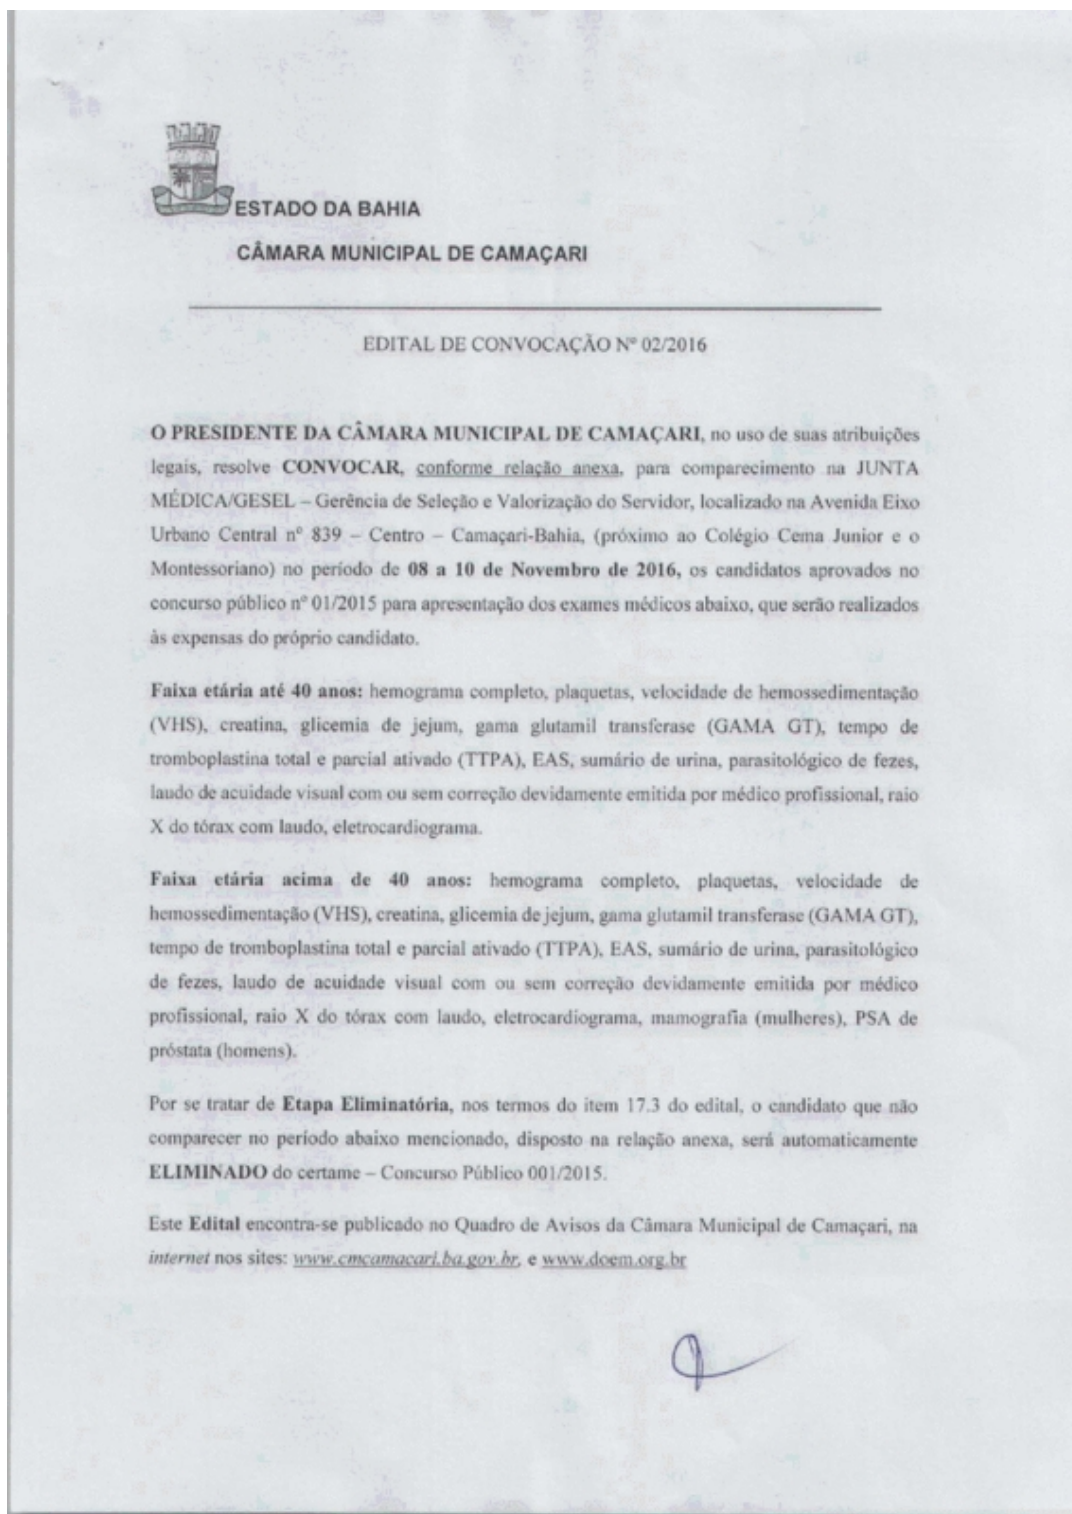 ESTADO DA BAHIA
CÂMARA MUNICIPAL DE CAMAÇARI
EDITAL DE CONVOCAÇÃO Nº 02/2016
O PRESIDENTE DA CÂMARA MUNICIPAL DE CAMAÇARI, no uso de suas atribuições
legais, resolve CONVOCAR, conforme relação anexa, para comparecimento na JUNTA
MÉDICA/GESEL – Gerência de Seleção e Valorização do Servidor, localizado na Avenida Eixo
Urbano Central nº 839 – Centro – Camaçari-Bahia, (próximo ao Colégio Cema Junior e o
Montessoriano) no período de 08 a 10 de Novembro de 2016, os candidatos aprovados no
concurso público nº 01/2015 para apresentação dos exames médicos abaixo, que serão realizados
às expensas do próprio candidato.
Faixa etária até 40 anos: hemograma completo, plaquetas, velocidade de hemossedimentação
(VHS), creatina, glicemia de jejum, gama glutamil transferase (GAMA GT), tempo de
tromboplastina total e parcial ativado (TTPA), EAS, sumário de urina, parasitológico de fezes,
laudo de acuidade visual com ou sem correção devidamente emitida por médico profissional, raio
X do tórax com laudo, eletrocardiograma.
Faixa etária acima de 40 anos: hemograma completo, plaquetas, velocidade de
hemossedimentação (VHS), creatina, glicemia de jejum, gama glutamil transferase (GAMA GT),
tempo de tromboplastina total e parcial ativado (TTPA), EAS, sumário de urina, parasitológico
de fezes, laudo de acuidade visual com ou sem correção devidamente emitida por médico
profissional, raio X do tórax com laudo, eletrocardiograma, mamografia (mulheres), PSA de
próstata (homens).
Por se tratar de Etapa Eliminatória, nos termos do item 17.3 do edital, o candidato que não
comparecer no período abaixo mencionado, disposto na relação anexa, será automaticamente
ELIMINADO do certame – Concurso Público 001/2015.
Este Edital encontra-se publicado no Quadro de Avisos da Câmara Municipal de Camaçari, na
internet nos sites: www.cmcamacari.ba.gov.br, e www.doem.org.br